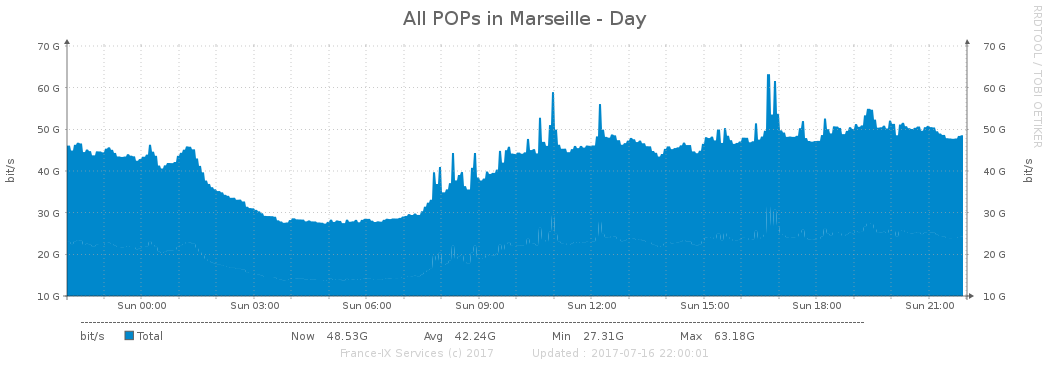 All POPs in Marseille - Day
RRDTOOL / TOBI OETIKER
bit/s
70 G
60 G
50 G
40 G
30 G
20 G
10 G
70 G
60 G
50 G
40 G
30 G
20 G
10 G
bit/s
Sun 00:00 Sun 03:00 Sun 06:00 Sun 09:00 Sun 12:00 Sun 15:00 Sun 18:00 Sun 21:00
bit/s Total Now 48.53G Avg 42.24G Min 27.31G Max 63.18G
France-IX Services (c) 2017 Updated : 2017-07-16 22:00:01